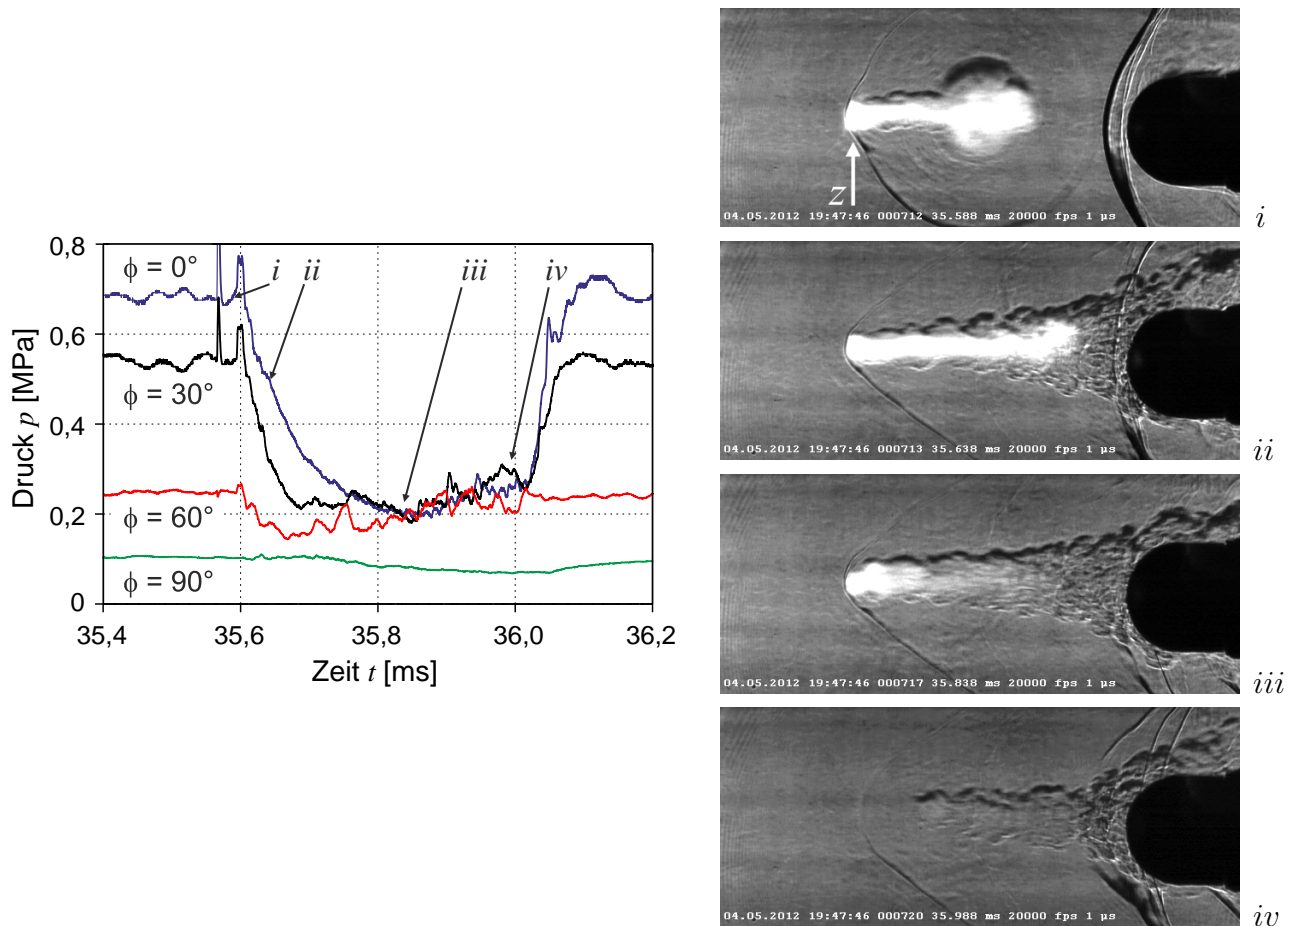 0,8
0,6
0,4
0,2
0
Druck p [MPa]
ϕ = 0°
ϕ = 30°
ϕ = 60°
ϕ = 90°
i
ii
iii
iv
35,4
35,6
35,8
36,0
36,2
Zeit t [ms]
z
04.05.2012 19:47:46 000712 35.588 ms 20000 fps 1 µs
i
04.05.2012 19:47:46 000713 35.638 ms 20000 fps 1 µs
ii
04.05.2012 19:47:46 000717 35.838 ms 20000 fps 1 µs
iii
04.05.2012 19:47:46 000720 35.988 ms 20000 fps 1 µs
iv